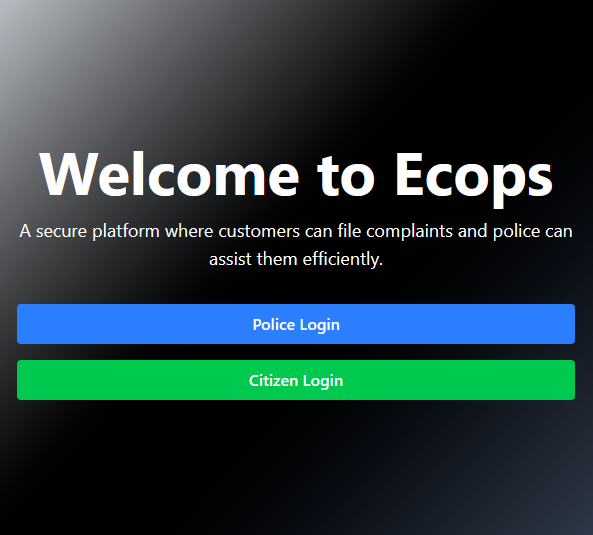 Welcome to Ecops
A secure platform where customers can file complaints and police can
assist them efficiently.
Police Login
Citizen Login